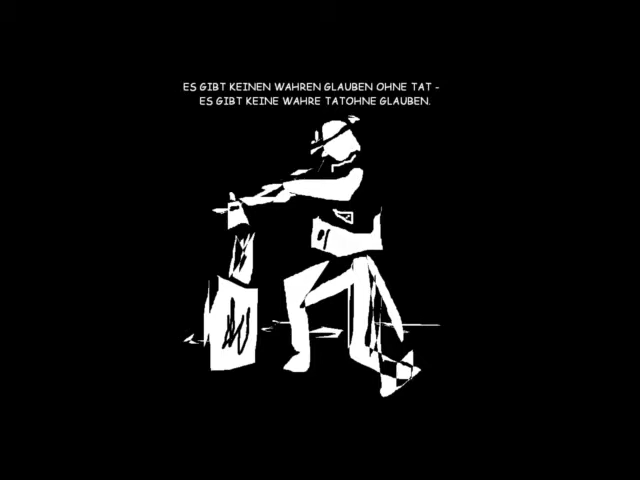 ES GIBT KEINEN WAHREN GLAUBEN OHNE TAT -
ES GIBT KEINE WAHRE TATOHNE GLAUBEN.